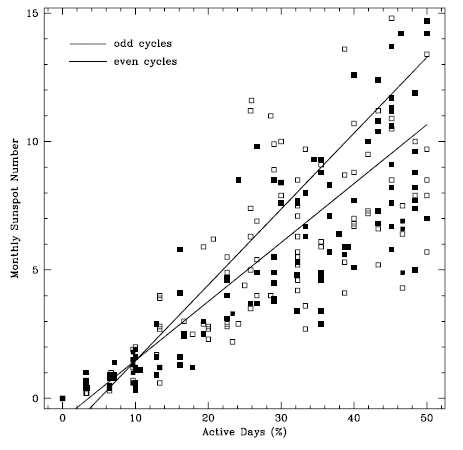 15
10
5
0
Monthly Sunspot Number
odd cycles
even cycles
0 10 20 30 40 50
Active Days (%)